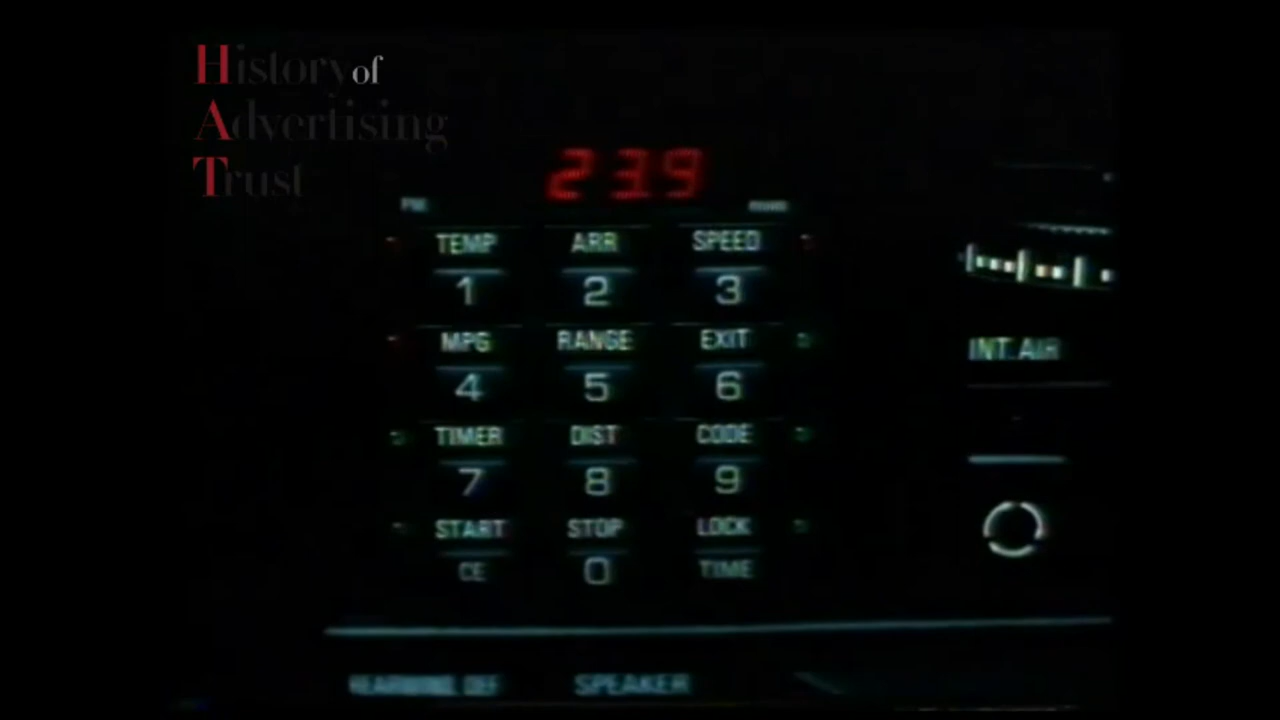 History of
Advertising
Trust
239
TEMP ARR SPEED
1 2 3
MPG RANGE EXIT
4 5 6
INT. AIR
TIMER DIST CODE
7 8 9
START STOP LOCK
CE 0 TIME
SPEAKER